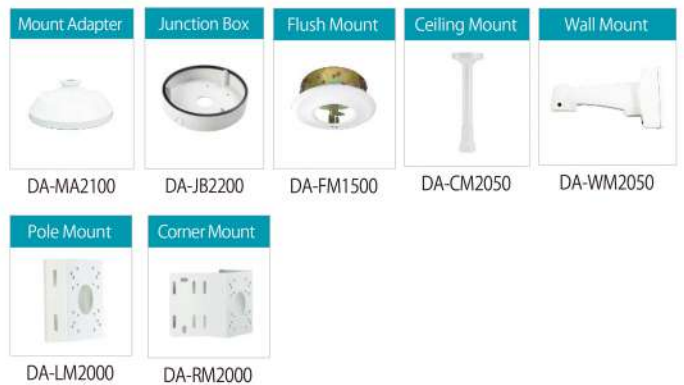 Mount Adapter
Junction Box
Flush Mount
Ceiling Mount
Wall Mount
DA-MA2100
DA-JB2200
DA-FM1500
DA-CM2050
DA-WM2050
Pole Mount
Corner Mount
DA-LM2000
DA-RM2000